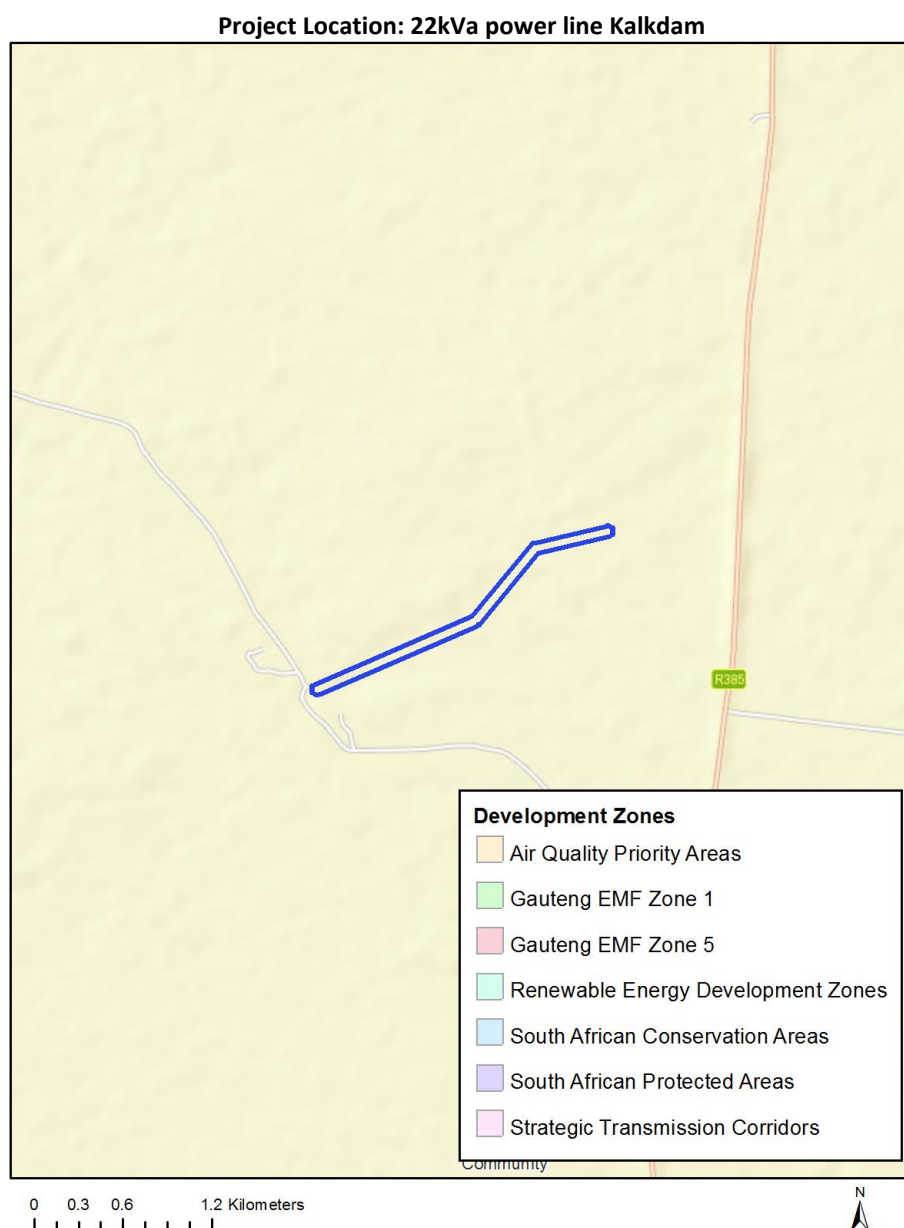 Project Location: 22kVa power line Kalkdam
R385
Development Zones
Air Quality Priority Areas
Gauteng EMF Zone 1
Gauteng EMF Zone 5
Renewable Energy Development Zones
South African Conservation Areas
South African Protected Areas
Strategic Transmission Corridors
Community
0 0.3 0.6 1.2 Kilometers
N